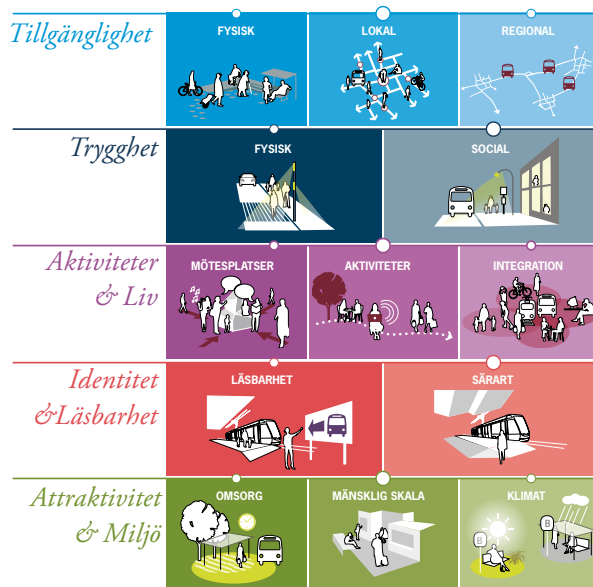 Tillgänglighet
FYSISK
LOKAL
REGIONAL
Trygghet
FYSISK
SOCIAL
Aktiviteter
& Liv
MÖTESPLATSER
AKTIVITETER
INTEGRATION
Identitet
&Läsbarhet
LÄSBARHET
SÄRART
Attraktivitet
& Miljö
OMSORG
MÄNSKLIG SKALA
KLIMAT
B
B